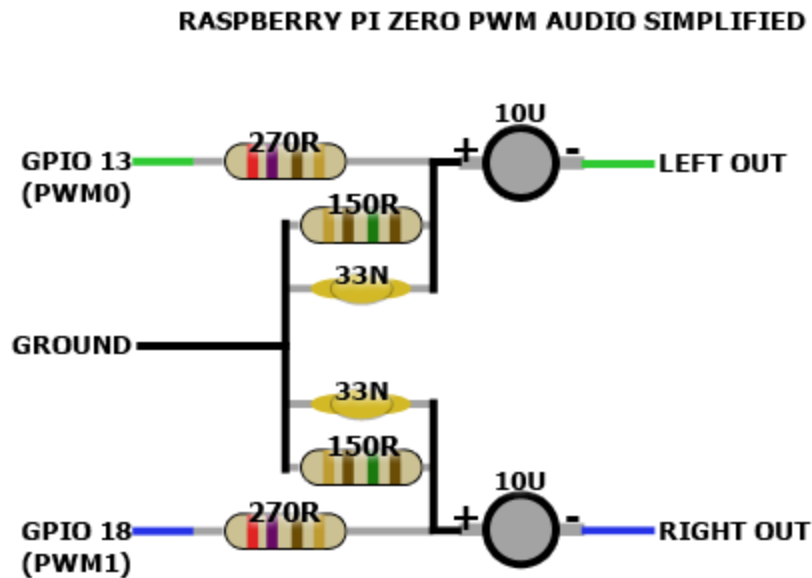 RASPBERRY PI ZERO PWM AUDIO SIMPLIFIED
10U
270R
+
-
GPIO 13
(PWM0)
LEFT OUT
150R
33N
GROUND
33N
150R
10U
270R
+
-
GPIO 18
(PWM1)
RIGHT OUT